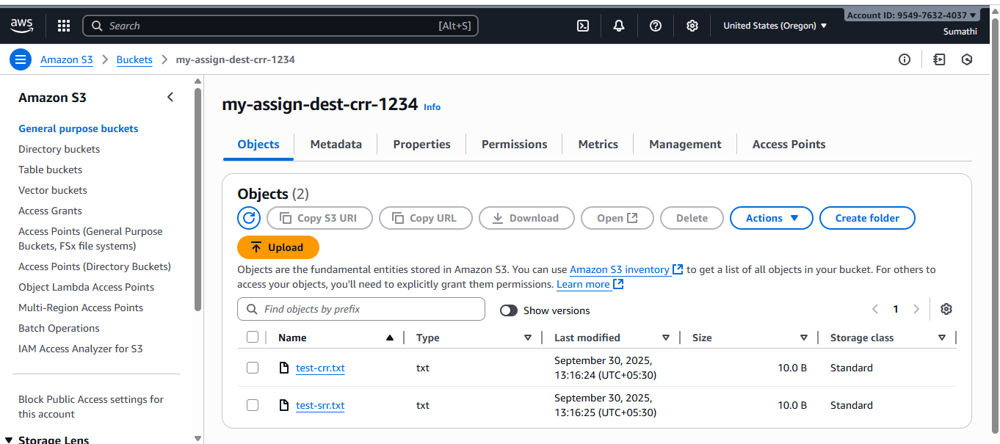 aws
Search
[Alt+S]
United States (Oregon)
Account ID: 9549-7632-4037
Sumathi
Amazon S3
Buckets
my-assign-dest-crr-1234
Amazon S3
General purpose buckets
Directory buckets
Table buckets
Vector buckets
Access Grants
Access Points (General Purpose
Buckets, FSx file systems)
Access Points (Directory Buckets)
Object Lambda Access Points
Multi-Region Access Points
Batch Operations
IAM Access Analyzer for S3
Block Public Access settings for
this account
Storage Lens
my-assign-dest-crr-1234 Info
Objects
Metadata
Properties
Permissions
Metrics
Management
Access Points
Objects (2)
Copy S3 URI
Copy URL
Download
Open
Delete
Actions
Create folder
Upload
Objects are the fundamental entities stored in Amazon S3. You can use Amazon S3 inventory to get a list of all objects in your bucket. For others to
access your objects, you'll need to explicitly grant them permissions. Learn more
Find objects by prefix
Show versions
1
Name
Type
Last modified
Size
Storage class
test-crr.txt
txt
September 30, 2025,
13:16:24 (UTC+05:30)
10.0 B
Standard
test-srr.txt
txt
September 30, 2025,
13:16:25 (UTC+05:30)
10.0 B
Standard